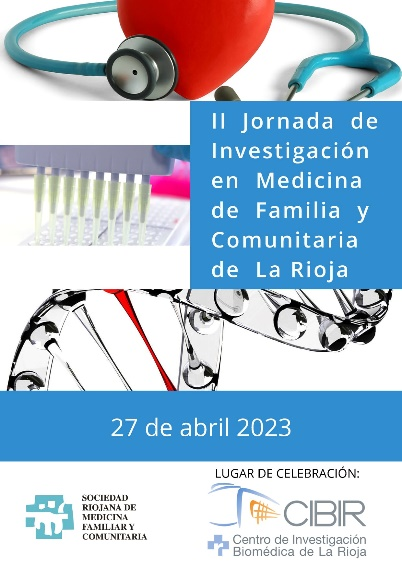 II Jornada de
Investigación
en Medicina
de Familia y
Comunitaria
de La Rioja
27 de abril 2023
LUGAR DE CELEBRACIÓN:
SOCIEDAD
RIOJANA DE
MEDICINA
FAMILIAR Y
COMUNITARIA
CIBIR
Centro de Investigación
Biomédica de La Rioja